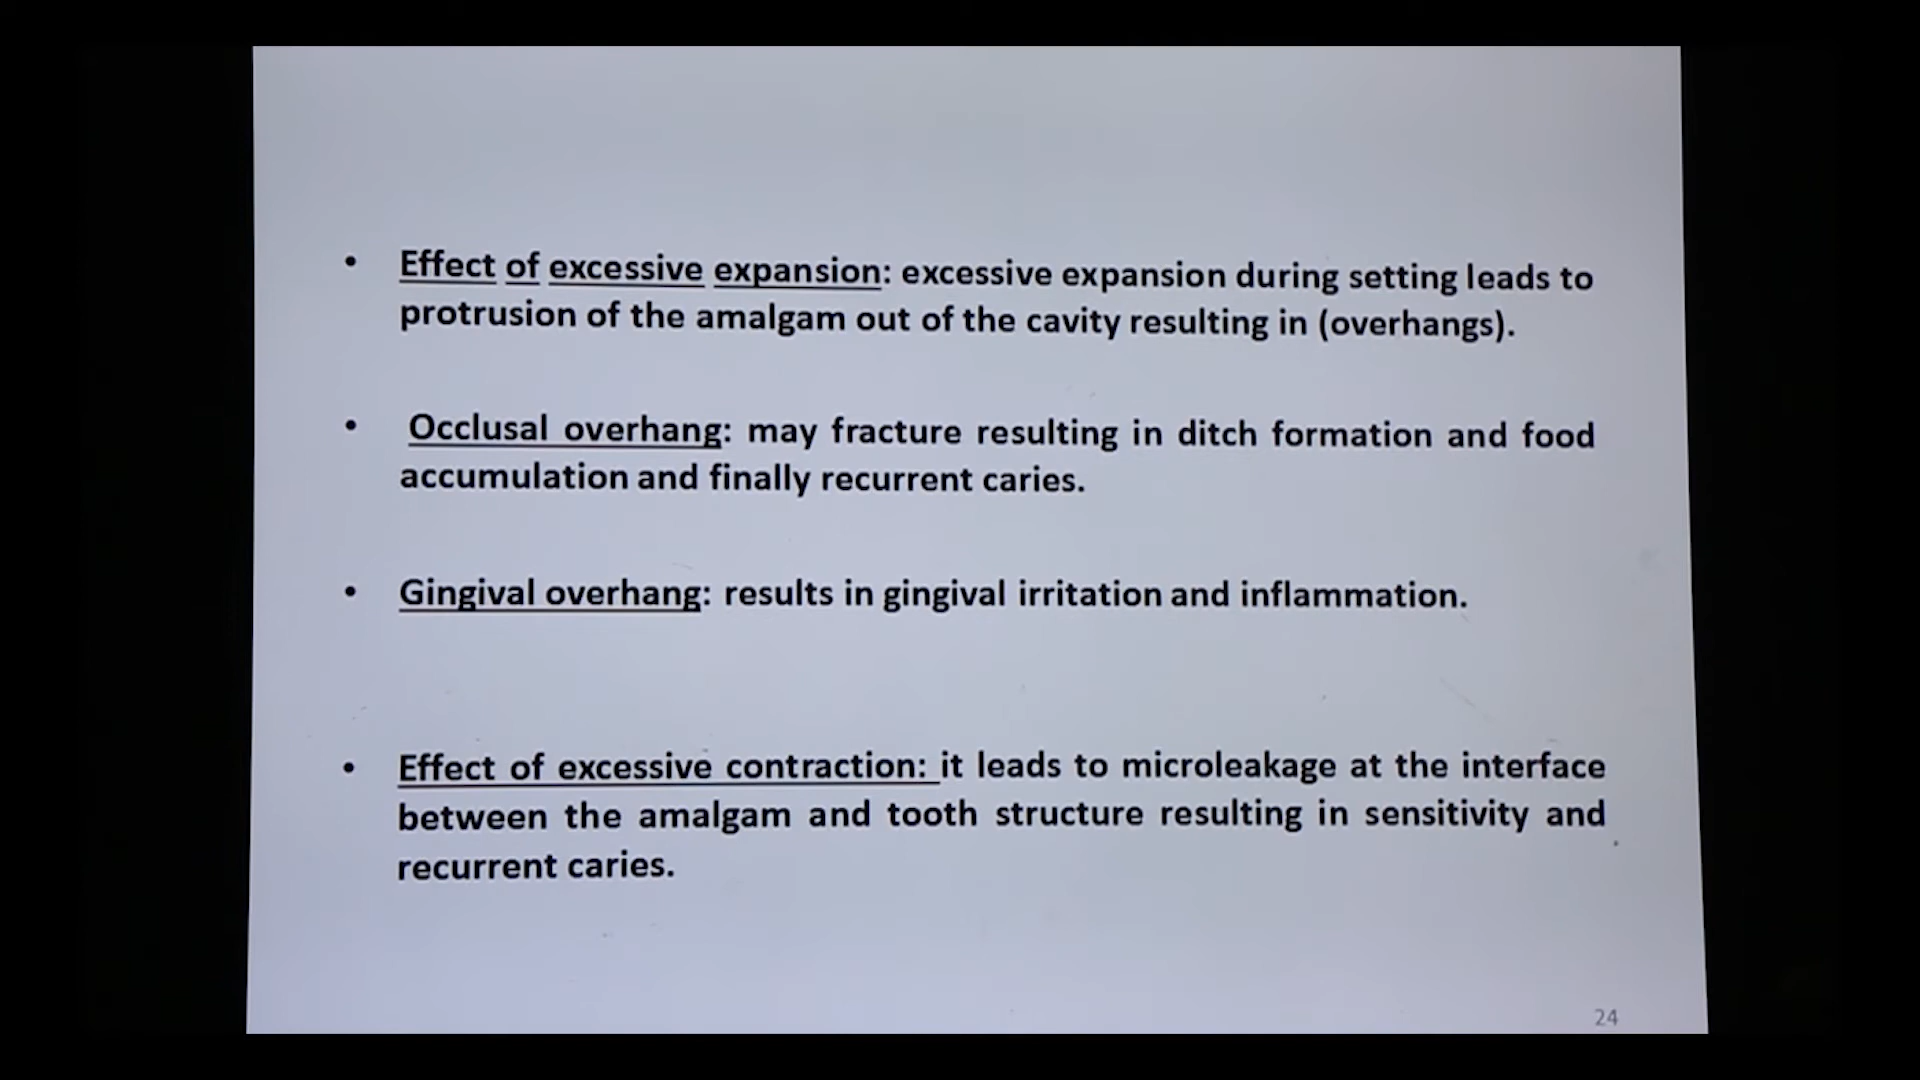 • Effect of excessive expansion: excessive expansion during setting leads to
protrusion of the amalgam out of the cavity resulting in (overhangs).
• Occlusal overhang: may fracture resulting in ditch formation and food
accumulation and finally recurrent caries.
• Gingival overhang: results in gingival irritation and inflammation.
• Effect of excessive contraction: it leads to microleakage at the interface
between the amalgam and tooth structure resulting in sensitivity and
recurrent caries.
24